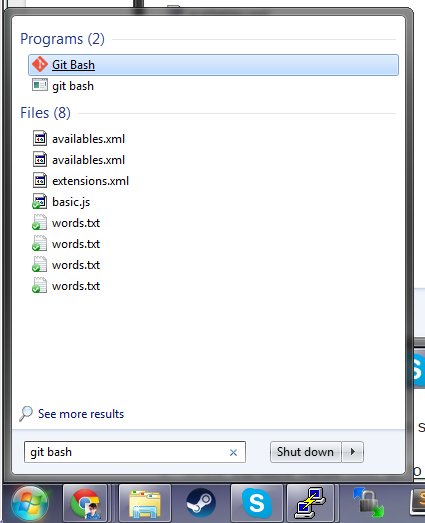 Programs (2)
Git Bash
git bash
Files (8)
availables.xml
availables.xml
extensions.xml
basic.js
words.txt
words.txt
words.txt
words.txt
See more results
git bash
Shut down